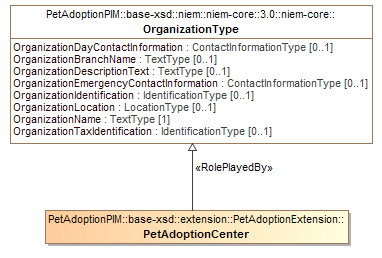 PetAdoptionPIM::base-xsd::niem::niem-core::3.0::niem-core::
OrganizationType
OrganizationDayContactInformation : ContactInformationType [0..1]
OrganizationBranchName : TextType [0..1]
OrganizationDescriptionText : TextType [0..1]
OrganizationEmergencyContactInformation : ContactInformationType [0..1]
OrganizationIdentification : IdentificationType [0..1]
OrganizationLocation : LocationType [0..1]
OrganizationName : TextType [1]
OrganizationTaxIdentification : IdentificationType [0..1]
«RolePlayedBy»
PetAdoptionPIM::base-xsd::extension::PetAdoptionExtension::
PetAdoptionCenter